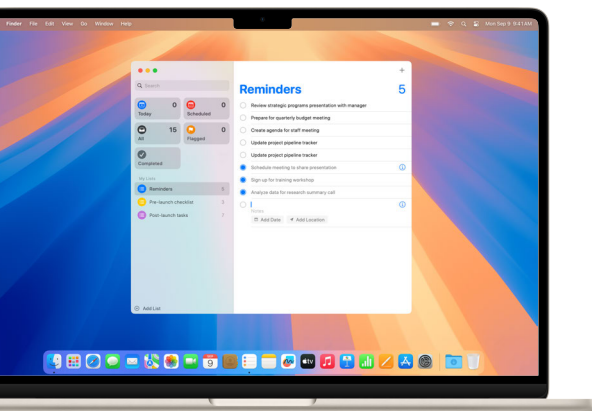 Finder File Edit View Go Window Help
Mon Sep 9 9:41 AM
Search
0
Today
0
Scheduled
15
All
0
Flagged
Completed
My Lists
Reminders 5
Pre-launch checklist
Post-launch tasks
Add List
Reminders 5
Review strategic programs presentation with manager
Prepare for quarterly budget meeting
Create agenda for staff meeting
Update project pipeline tracker
Update project pipeline tracker
Schedule meeting to share presentation
Sign up for training workshop
Analyze data for research summary call
Notes
Add Date Add Location
9
tv